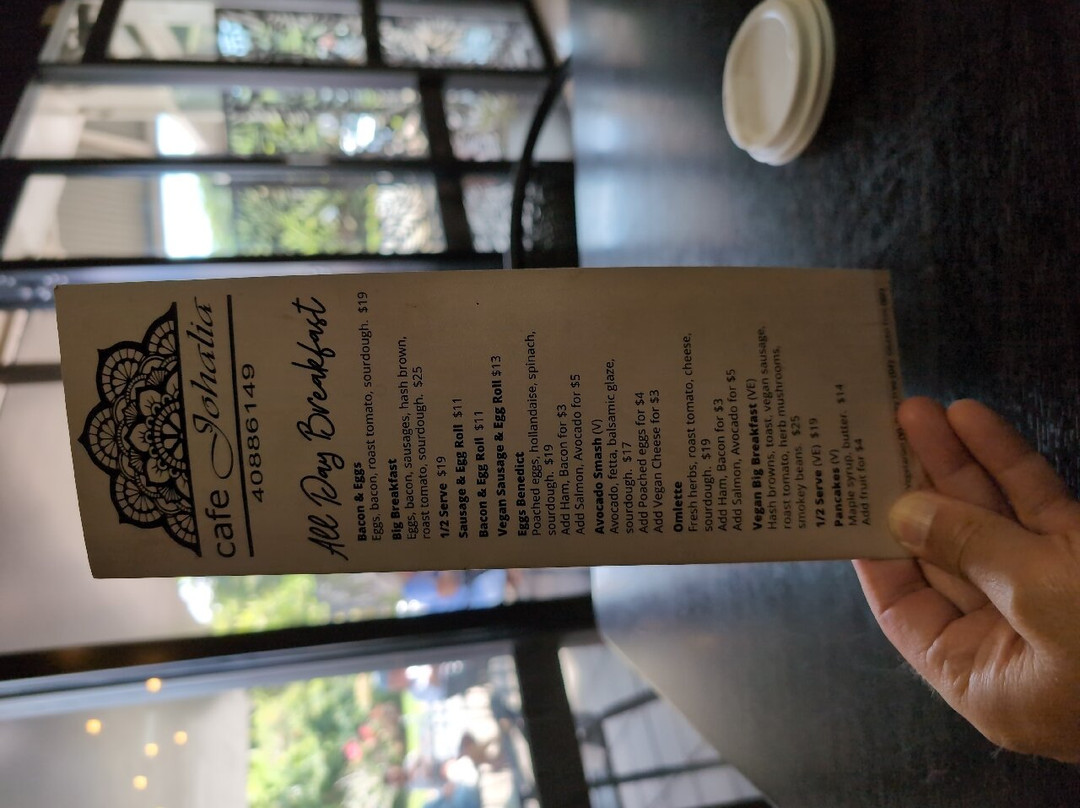 cafe Johalia
40886149
All Day Breakfast
Bacon & Eggs
Eggs, bacon, roast tomato, sourdough. $19
Big Breakfast
Eggs, bacon, sausages, hash brown,
roast tomato, sourdough. $25
1/2 Serve $19
Sausage & Egg Roll $11
Bacon & Egg Roll $11
Vegan Sausage & Egg Roll $13
Eggs Benedict
Poached eggs, hollandaise, spinach,
sourdough. $19
Add Ham, Bacon for $3
Add Salmon, Avocado for $5
Avocado Smash (V)
Avocado, fetta, balsamic glaze,
sourdough. $17
Add Poached eggs for $4
Add Vegan Cheese for $3
Omlette
Fresh herbs, roast tomato, cheese,
sourdough. $19
Add Ham, Bacon for $3
Add Salmon, Avocado for $5
Vegan Big Breakfast (VE)
Hash browns, toast, vegan sausage,
roast tomato, herb mushrooms,
smokey beans. $25
1/2 Serve (VE) $19
Pancakes (V)
Maple syrup, butter. $14
Add fruit for $4